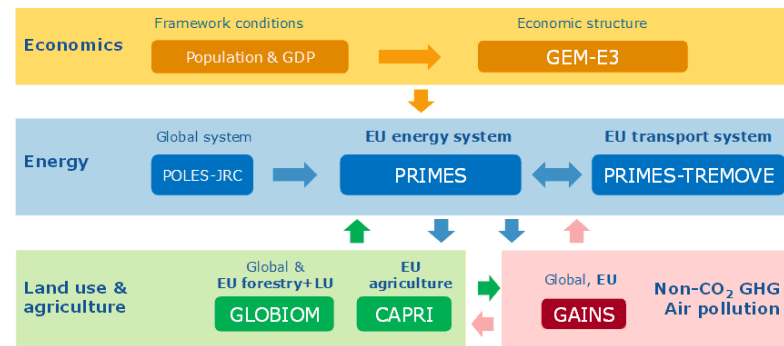 Framework conditions
Economic structure
Economics
Population & GDP
GEM-E3
Global system
EU energy system
EU transport system
Energy
POLES-JRC
PRIMES
PRIMES-TREMOVE
Global &
EU forestry+LU
EU
agriculture
Land use &
agriculture
GLOBIOM
CAPRI
Global, EU
GAINS
Non-CO₂ GHG
Air pollution